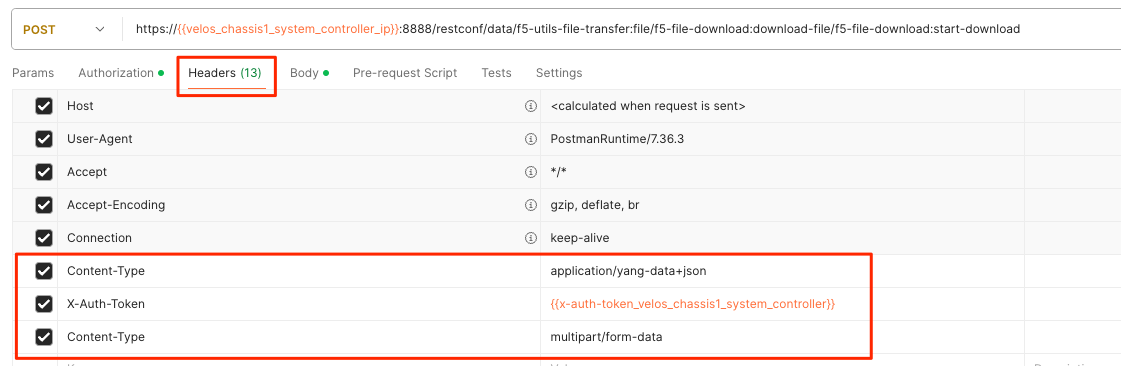 POST https://{{velos_chassis1_system_controller_ip}}:8888/restconf/data/f5-utils-file-transfer:file/f5-file-download:download-file/f5-file-download:start-download
Params Authorization Headers (13) Body Pre-request Script Tests Settings
Host <calculated when request is sent>
User-Agent PostmanRuntime/7.36.3
Accept */*
Accept-Encoding gzip, deflate, br
Connection keep-alive
Content-Type application/yang-data+json
X-Auth-Token {{x-auth-token_velos_chassis1_system_controller}}
Content-Type multipart/form-data